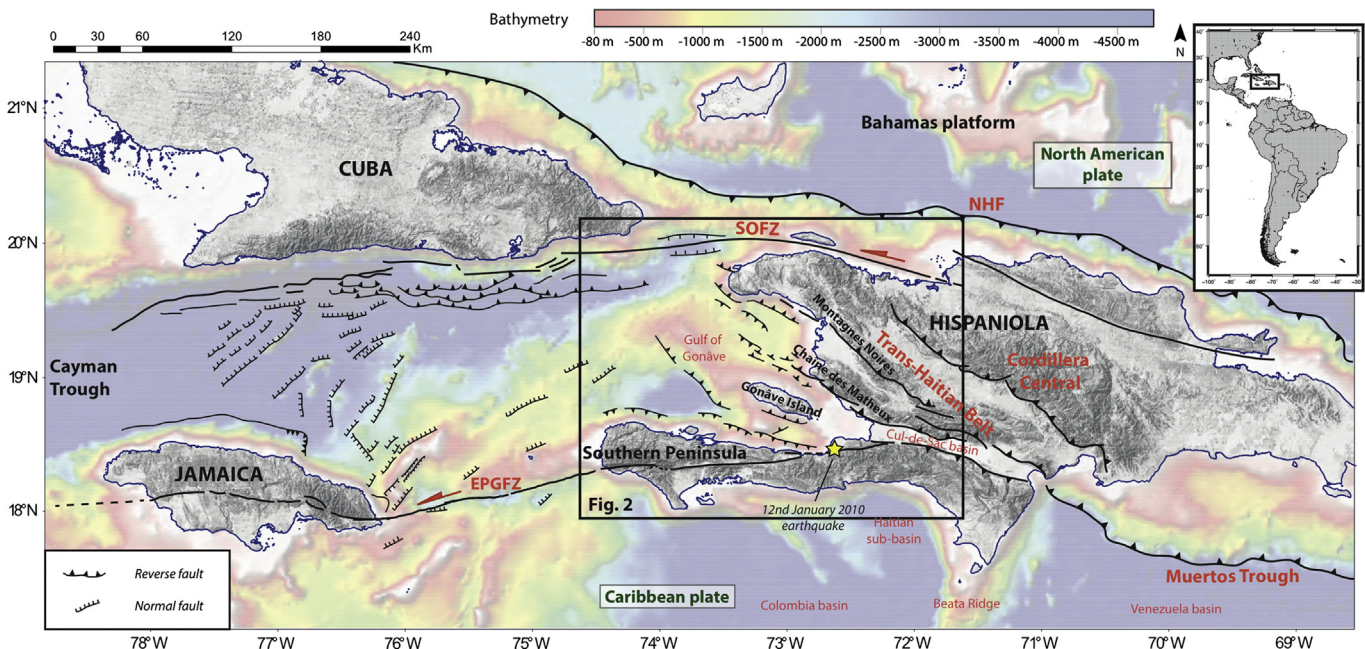 Bathymetry
-80 m -500 m -1000 m -1500 m -2000 m -2500 m -3000 m -3500 m -4000 m -4500 m
0 30 60 120 180 240
Km
N
21°N
20°N
19°N
18°N
Bahamas platform
North American
plate
CUBA
NHF
SOFZ
HISPANIOLA
Montagnes Noires
Trans-Haitian Belt
Cordillera
Central
Gulf of
Gonâve
Chaine des Matheux
Gonâve Island
Cayman
Trough
Cul-de-Sac basin
Southern Peninsula
JAMAICA
EPGFZ
Fig. 2
12nd January 2010
earthquake
Haitian
sub-basin
Muertos Trough
Caribbean plate
Colombia basin
Beata Ridge
Venezuela basin
Reverse fault
Normal fault
78°W 77°W 76°W 75°W 74°W 73°W 72°W 71°W 70°W 69°W